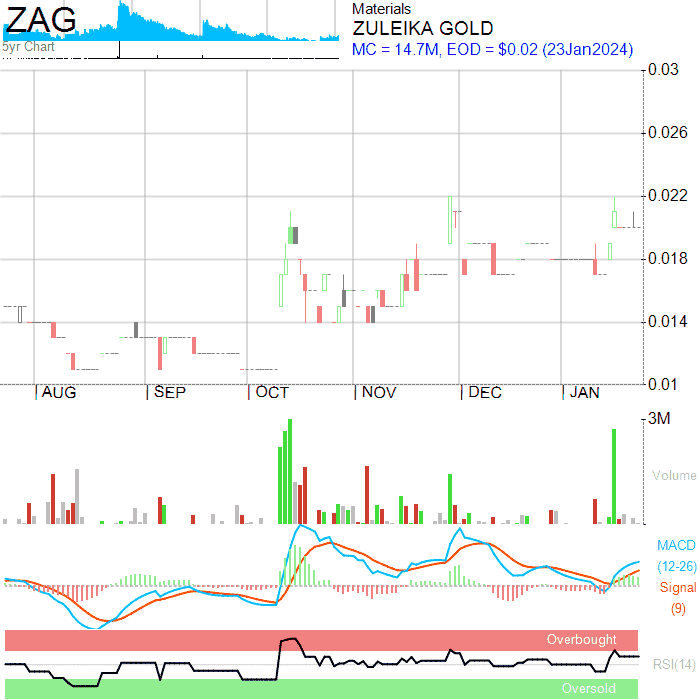 ZAG
5yr Chart
Materials
ZULEIKA GOLD
MC = 14.7M, EOD = $0.02 (23Jan2024)
0.03
0.026
0.022
0.018
0.014
0.01
AUG
SEP
OCT
NOV
DEC
JAN
3M
Volume
MACD
(12-26)
Signal
(9)
Overbought
RSI(14)
Oversold